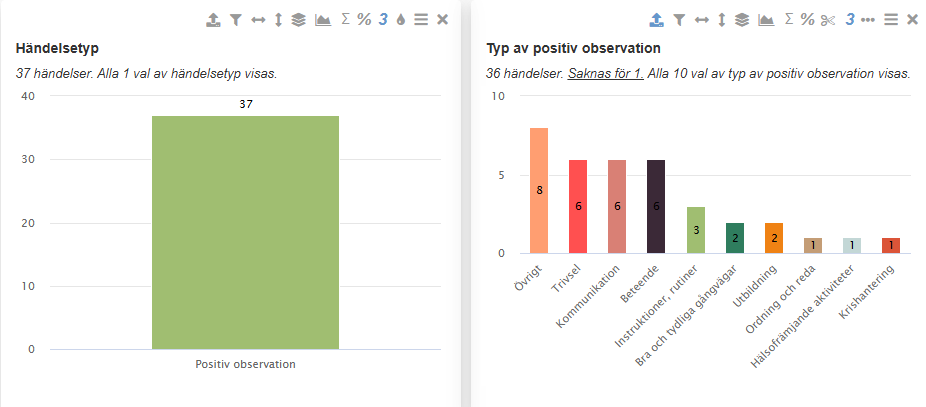 Σ % 3
Händelsetyp
37 händelser. Alla 1 val av händelsetyp visas.
40
30
20
10
0
37
Positiv observation
Σ % 3
Typ av positiv observation
36 händelser. Saknas för 1. Alla 10 val av typ av positiv observation visas.
10
5
0
8
6
6
6
3
2
2
1
1
1
Övrigt
Trivsel
Kommunikation
Beteende
Instruktioner, rutiner
Bra och tydliga gångvägar
Utbildning
Ordning och reda
Hälsofrämjande aktiviteter
Krishantering